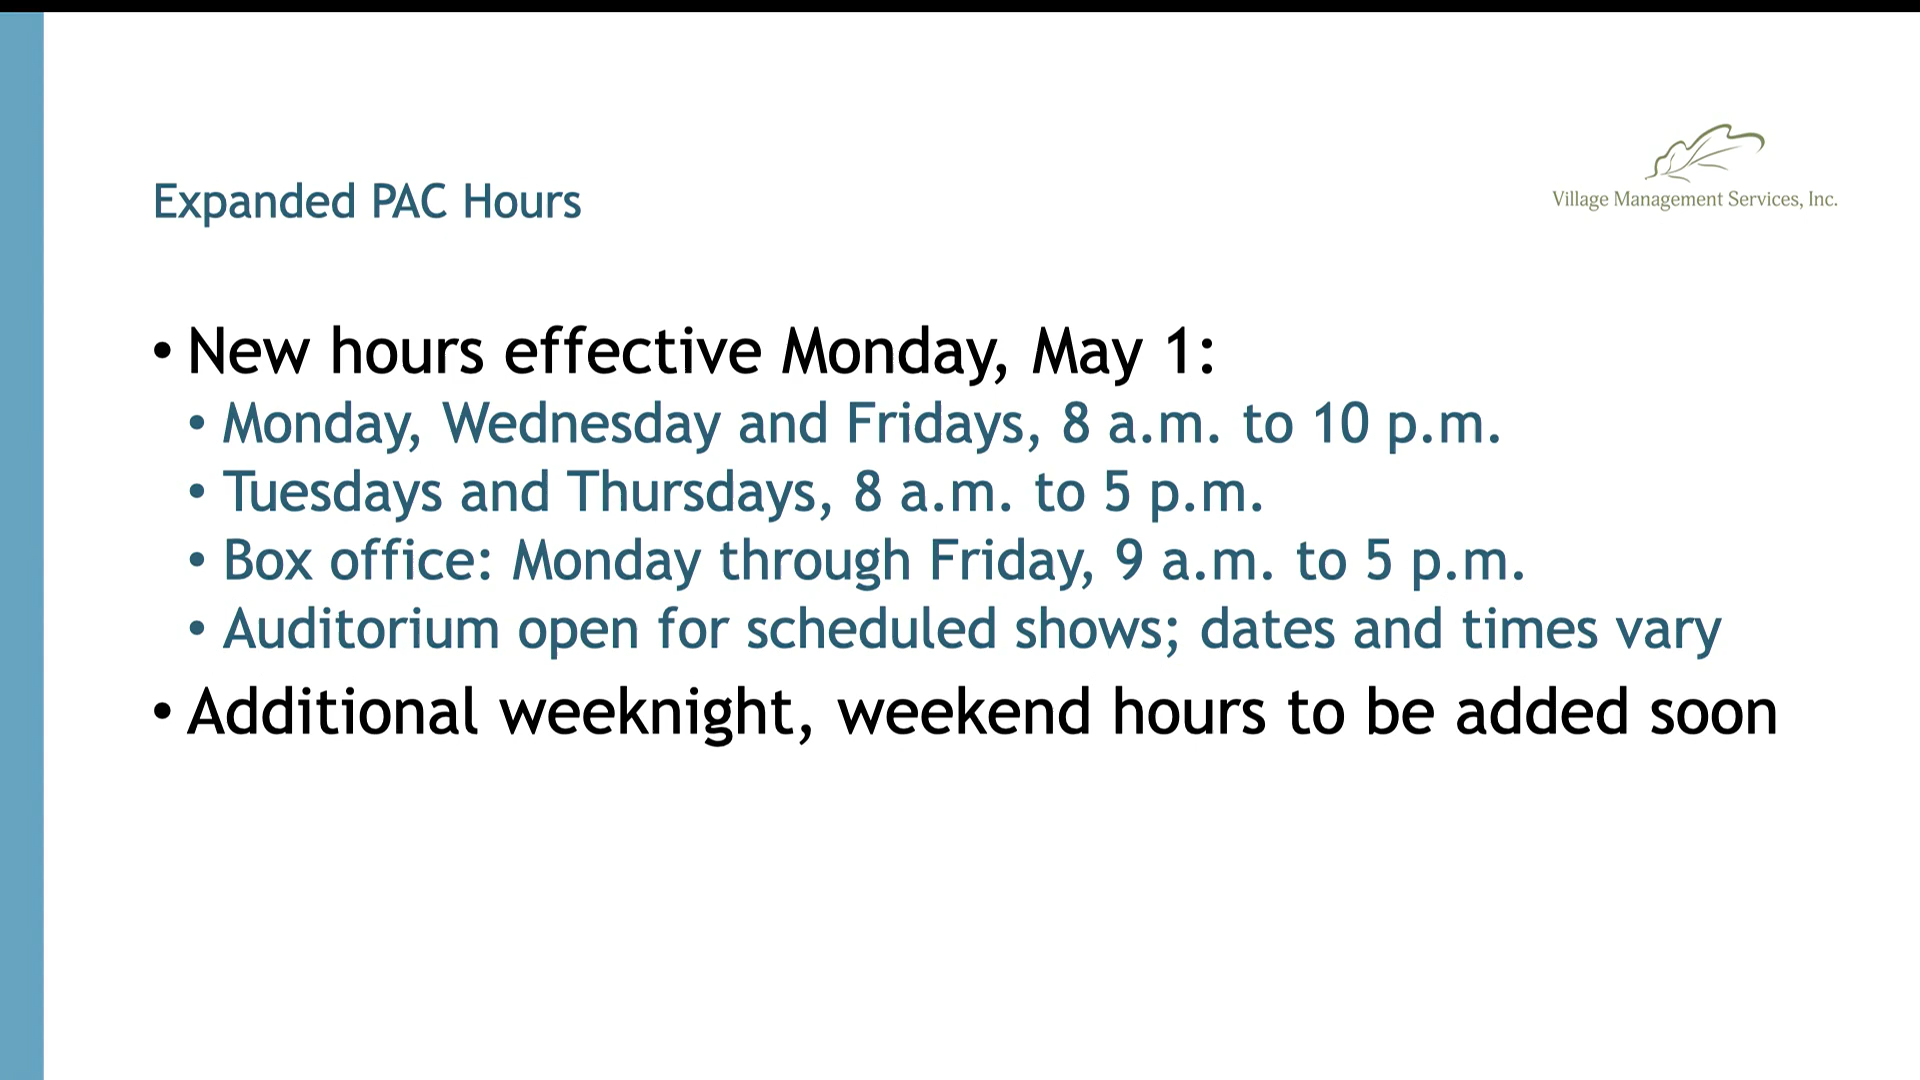 Village Management Services, Inc.
Expanded PAC Hours
• New hours effective Monday, May 1:
• Monday, Wednesday and Fridays, 8 a.m. to 10 p.m.
• Tuesdays and Thursdays, 8 a.m. to 5 p.m.
• Box office: Monday through Friday, 9 a.m. to 5 p.m.
• Auditorium open for scheduled shows; dates and times vary
• Additional weeknight, weekend hours to be added soon